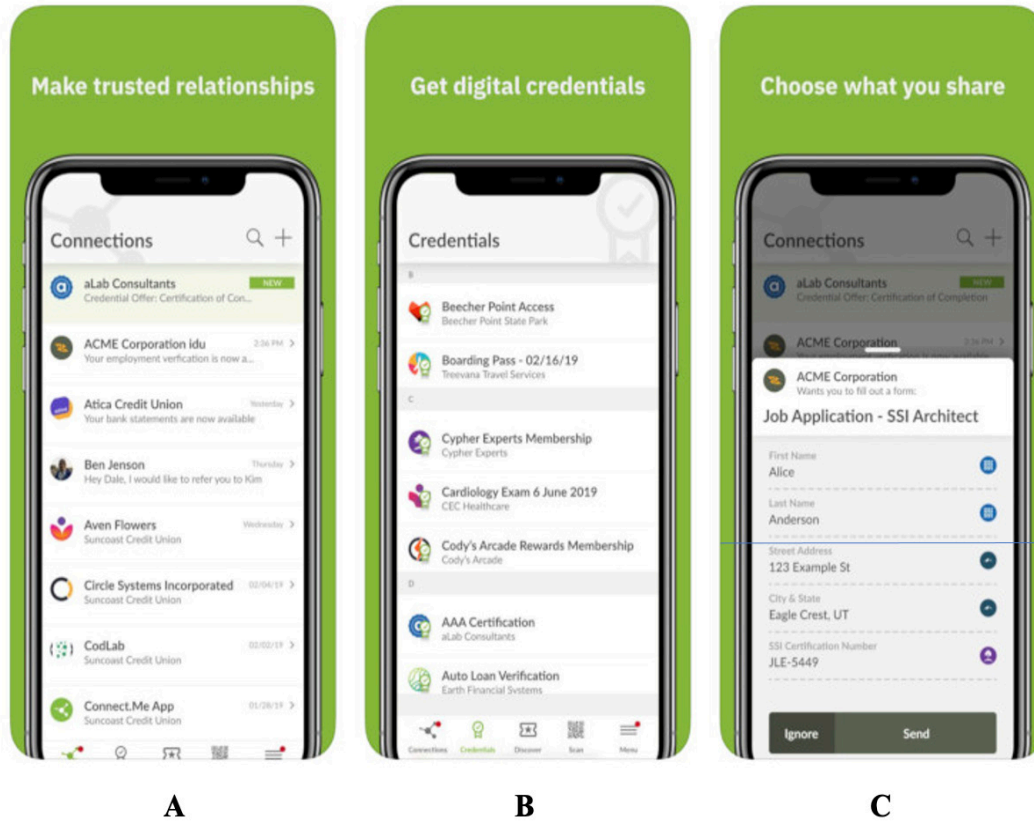 Make trusted relationships
Connections
aLab Consultants
NEW
Credential Offer: Certification of Con...
ACME Corporation idu
2:36 PM
Your employment verfication is now a...
Atica Credit Union
Yesterday
Your bank statements are now available
Ben Jenson
Thursday
Hey Dale, I would like to refer you to Kim
Aven Flowers
Wednesday
Suncoast Credit Union
Circle Systems Incorporated
02/04/19
Suncoast Credit Union
CodLab
02/02/19
Suncoast Credit Union
Connect.Me App
01/28/19
Suncoast Credit Union
A
Get digital credentials
Credentials
B
Beecher Point Access
Beecher Point State Park
Boarding Pass - 02/16/19
Treevana Travel Services
C
Cypher Experts Membership
Cypher Experts
Cardiology Exam 6 June 2019
CEC Healthcare
Cody's Arcade Rewards Membership
Cody's Arcade
D
AAA Certification
aLab Consultants
Auto Loan Verification
Earth Financial Systems
Connections
Credentials
Discover
Scan
Menu
B
Choose what you share
Connections
aLab Consultants
NEW
Credential Offer: Certification of Completion
ACME Corporation
2:36 PM
ACME Corporation
Wants you to fill out a form:
Job Application - SSI Architect
First Name
Alice
Last Name
Anderson
Street Address
123 Example St
City & State
Eagle Crest, UT
SSI Certification Number
JLE-5449
Ignore
Send
C